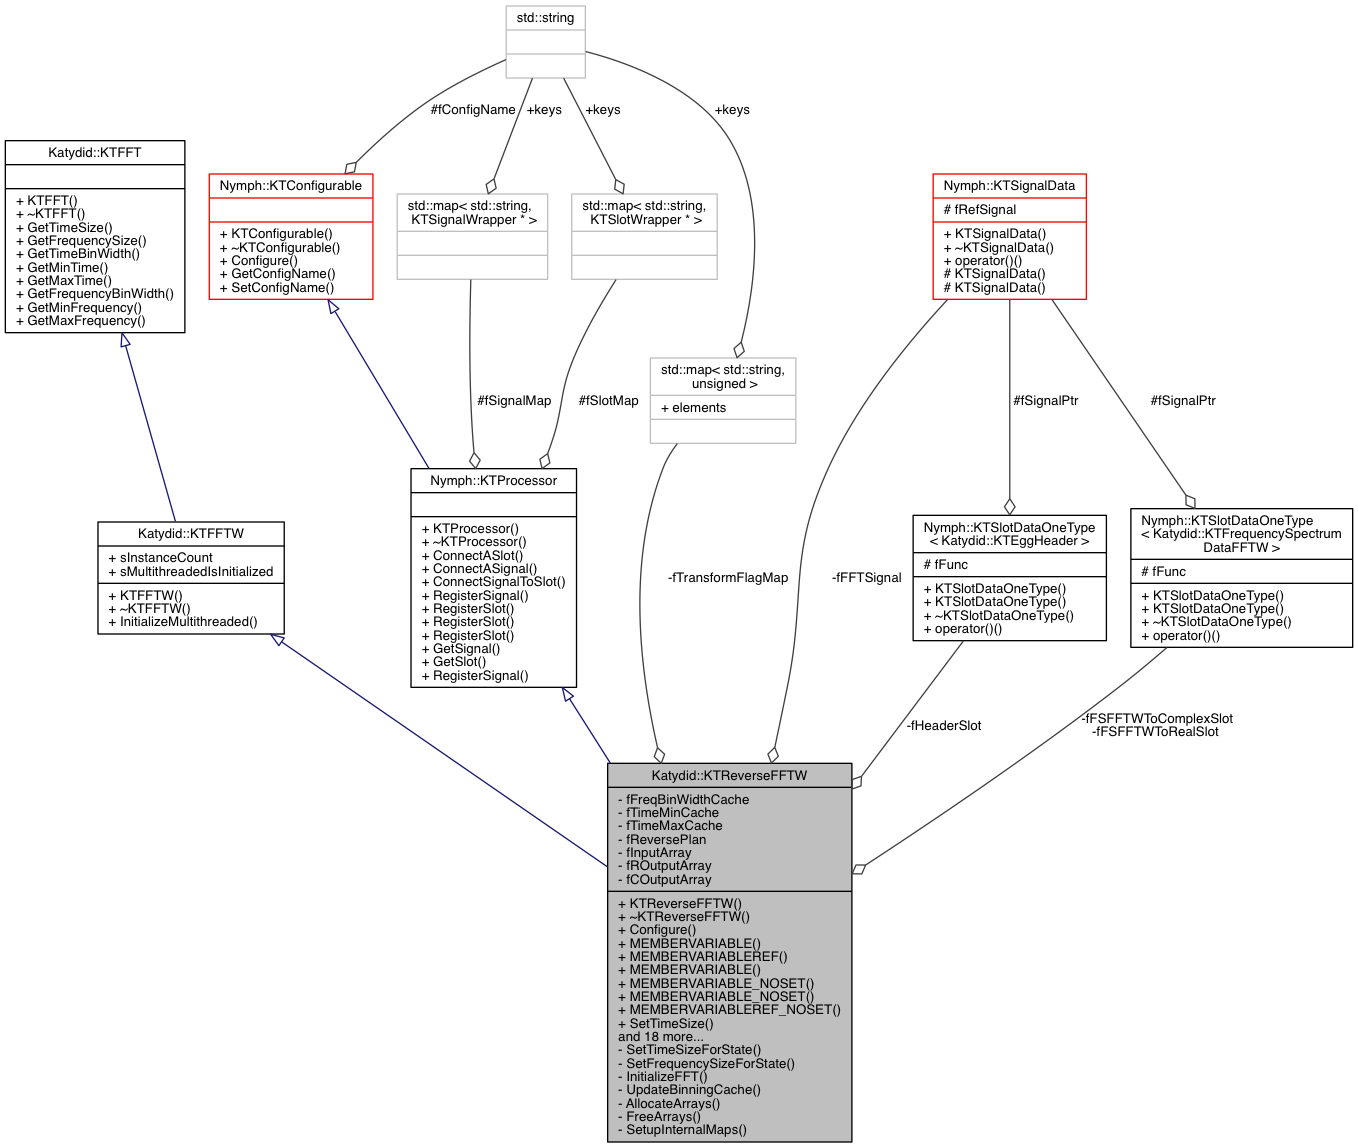 std::string
#fConfigName
+keys
+keys
+keys
Katydid::KTFFT
+ KTFFT()
+ ~KTFFT()
+ GetTimeSize()
+ GetFrequencySize()
+ GetTimeBinWidth()
+ GetMinTime()
+ GetMaxTime()
+ GetFrequencyBinWidth()
+ GetMinFrequency()
+ GetMaxFrequency()
Nymph::KTConfigurable
+ KTConfigurable()
+ ~KTConfigurable()
+ Configure()
+ GetConfigName()
+ SetConfigName()
std::map< std::string,
KTSignalWrapper * >
std::map< std::string,
KTSlotWrapper * >
Nymph::KTSignalData
# fRefSignal
+ KTSignalData()
+ ~KTSignalData()
+ operator()()
# KTSignalData()
# KTSignalData()
std::map< std::string,
unsigned >
+ elements
#fSignalMap
#fSlotMap
#fSignalPtr
#fSignalPtr
Nymph::KTProcessor
+ KTProcessor()
+ ~KTProcessor()
+ ConnectASlot()
+ ConnectASignal()
+ ConnectSignalToSlot()
+ RegisterSignal()
+ RegisterSlot()
+ RegisterSlot()
+ RegisterSlot()
+ GetSignal()
+ GetSlot()
+ RegisterSignal()
Katydid::KTFFTW
+ sInstanceCount
+ sMultithreadedIsInitialized
+ KTFFTW()
+ ~KTFFTW()
+ InitializeMultithreaded()
-fTransformFlagMap
-fFFTSignal
Nymph::KTSlotDataOneType
< Katydid::KTEggHeader >
# fFunc
+ KTSlotDataOneType()
+ KTSlotDataOneType()
+ ~KTSlotDataOneType()
+ operator()()
Nymph::KTSlotDataOneType
< Katydid::KTFrequencySpectrum
DataFFTW >
# fFunc
+ KTSlotDataOneType()
+ KTSlotDataOneType()
+ ~KTSlotDataOneType()
+ operator()()
-fHeaderSlot
-fFSFFTWToComplexSlot
-fFSFFTWToRealSlot
Katydid::KTReverseFFTW
- fFreqBinWidthCache
- fTimeMinCache
- fTimeMaxCache
- fReversePlan
- fInputArray
- fROutputArray
- fCOutputArray
+ KTReverseFFTW()
+ ~KTReverseFFTW()
+ Configure()
+ MEMBERVARIABLE()
+ MEMBERVARIABLEREF()
+ MEMBERVARIABLE()
+ MEMBERVARIABLE_NOSET()
+ MEMBERVARIABLE_NOSET()
+ MEMBERVARIABLEREF_NOSET()
+ SetTimeSize()
and 18 more...
- SetTimeSizeForState()
- SetFrequencySizeForState()
- InitializeFFT()
- UpdateBinningCache()
- AllocateArrays()
- FreeArrays()
- SetupInternalMaps()